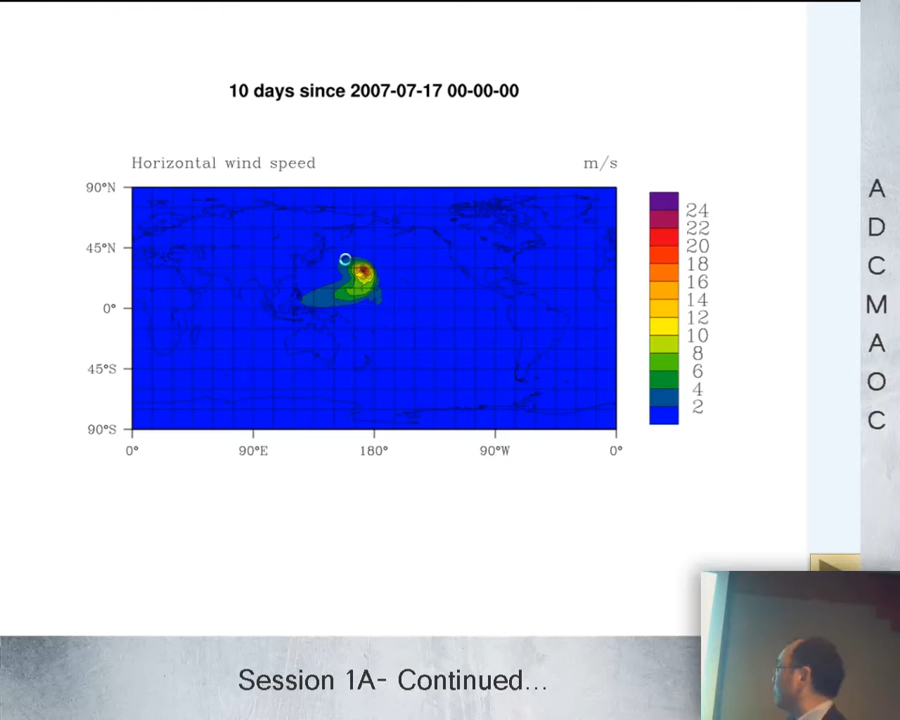 10 days since 2007-07-17 00-00-00
Horizontal wind speed
m/s
90°N
45°N
0°
45°S
90°S
0°
90°E
180°
90°W
0°
24
22
20
18
16
14
12
10
8
6
4
2
A
D
C
M
A
O
C
Session 1A- Continued...